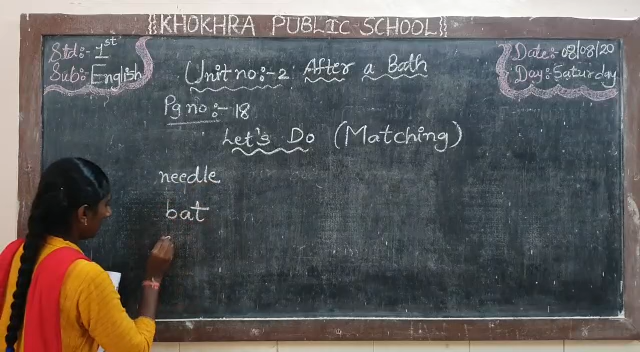 KHOKHRA PUBLIC SCHOOL
Std:- 1st
Sub:- English
Date:- 08/08/20
Day:- Saturday
Unit no:-2 After a Bath
Pg no:- 18
Let's Do (Matching)
needle
bat